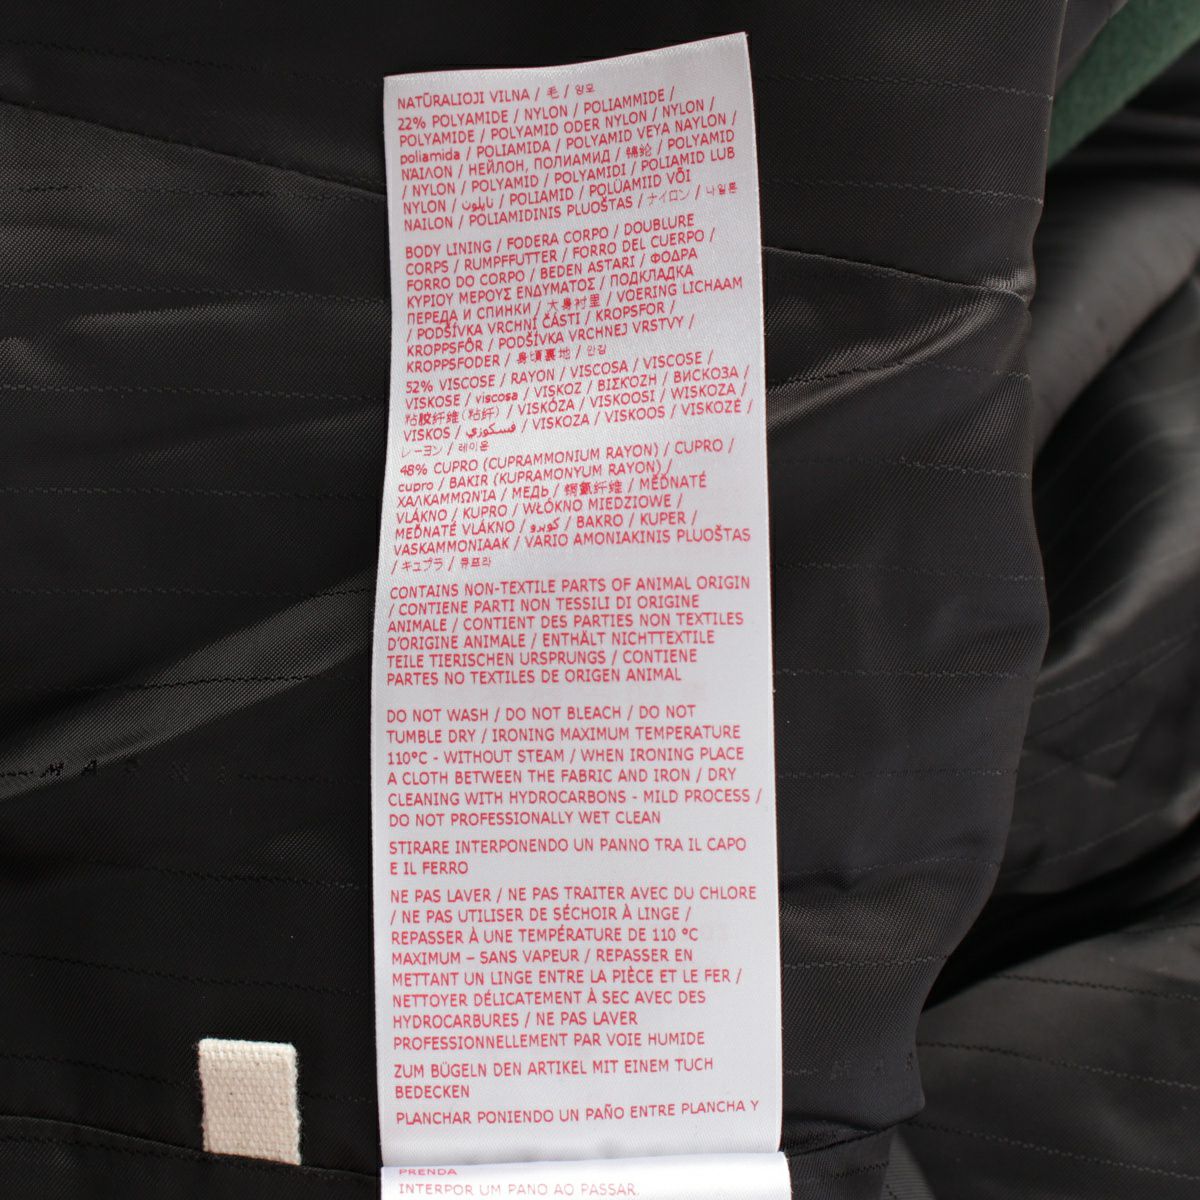 NATŪRALIOJI VILNA / 毛 / 양모
22% POLYAMIDE / NYLON / POLIAMMIDE /
POLYAMIDE / POLYAMID ODER NYLON / NYLON /
poliamida / POLIAMIDA / POLYAMID VEYA NAYLON /
ΝΑΪΛΟΝ / НЕЙЛОН, ПОЛИАМИД / 锦纶 / POLYAMID
/ NYLON / POLYAMID / POLYAMIDI / POLIAMID LUB
NYLON / نايلون / POLIAMID / POLÜAMIID VÕI
NAILON / POLIAMIDINIS PLUOŠTAS / ナイロン / 나일론
BODY LINING / FODERA CORPO / DOUBLURE
CORPS / RUMPFFUTTER / FORRO DEL CUERPO /
FORRO DO CORPO / BEDEN ASTARI / ΦΟΔΡΑ
ΚΥΡΙΟΥ ΜΕΡΟΥΣ ΕΝΔΥΜΑΤΟΣ / ПОДКЛАДКА
ПЕРЕДА И СПИНКИ / 大身衬里 / VOERING LICHAAM
/ PODŠÍVKA VRCHNÍ ČÁSTI / KROPSFOR /
KROPPSFÔR / PODŠÍVKA VRCHNEJ VRSTVY /
KROPPSFODER / 身頃裏地 / 안감
52% VISCOSE / RAYON / VISCOSA / VISCOSE /
VISKOSE / viscosa / VISKOZ / ΒΙΣΚΌΖΗ / ВИСКОЗА /
粘胶纤维(粘纤) / VISKÓZA / VISKOOSI / WISKOZA /
VISKOS / فسكوزي / VISKOZA / VISKOOS / VISKOZĖ /
レーヨン / 레이온
48% CUPRO (CUPRAMMONIUM RAYON) / CUPRO /
cupro / BAKIR (KUPRAMONYUM RAYON) /
ΧΑΛΚΑΜΜΩΝΊΑ / МЕДЬ / 铜氨纤维 / MĚDNATÉ
VLÁKNO / KUPRO / WŁÓKNO MIEDZIOWE /
MEĎNATÉ VLÁKNO / كوبرو / BAKRO / KUPER /
VASKAMMONIAAK / VARIO AMONIAKINIS PLUOŠTAS
/ キュプラ / 큐프라
CONTAINS NON-TEXTILE PARTS OF ANIMAL ORIGIN
/ CONTIENE PARTI NON TESSILI DI ORIGINE
ANIMALE / CONTIENT DES PARTIES NON TEXTILES
D'ORIGINE ANIMALE / ENTHÄLT NICHTTEXTILE
TEILE TIERISCHEN URSPRUNGS / CONTIENE
PARTES NO TEXTILES DE ORIGEN ANIMAL
DO NOT WASH / DO NOT BLEACH / DO NOT
TUMBLE DRY / IRONING MAXIMUM TEMPERATURE
110°C - WITHOUT STEAM / WHEN IRONING PLACE
A CLOTH BETWEEN THE FABRIC AND IRON / DRY
CLEANING WITH HYDROCARBONS - MILD PROCESS /
DO NOT PROFESSIONALLY WET CLEAN
STIRARE INTERPONENDO UN PANNO TRA IL CAPO
E IL FERRO
NE PAS LAVER / NE PAS TRAITER AVEC DU CHLORE
/ NE PAS UTILISER DE SÉCHOIR À LINGE /
REPASSER À UNE TEMPÉRATURE DE 110 °C
MAXIMUM – SANS VAPEUR / REPASSER EN
METTANT UN LINGE ENTRE LA PIÈCE ET LE FER /
NETTOYER DÉLICATEMENT À SEC AVEC DES
HYDROCARBURES / NE PAS LAVER
PROFESSIONNELLEMENT PAR VOIE HUMIDE
ZUM BÜGELN DEN ARTIKEL MIT EINEM TUCH
BEDECKEN
PLANCHAR PONIENDO UN PAÑO ENTRE PLANCHA Y
PRENDA
INTERPOR UM PANO AO PASSAR.
MARNI